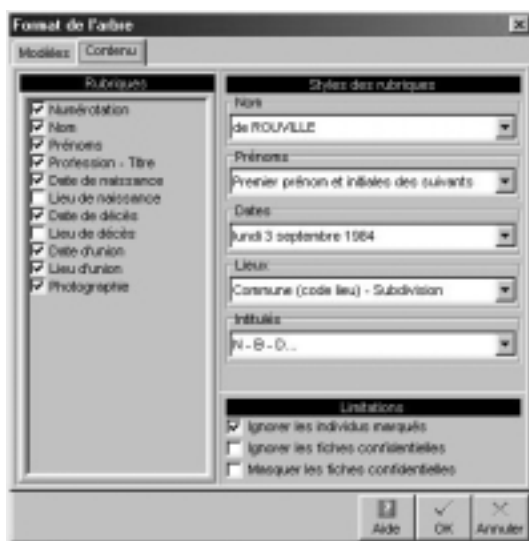 Format de l'arbre
Modèles
Contenu
Rubriques
Numérotation
Nom
Prénoms
Profession - Titre
Date de naissance
Lieu de naissance
Date de décès
Lieu de décès
Date d'union
Lieu d'union
Photographie
Styles des rubriques
Nom
de ROUVILLE
Prénoms
Premier prénom et initiales des suivants
Dates
lundi 3 septembre 1984
Lieux
Commune (code lieu) - Subdivision
Intitulés
N - B - D...
Limitations
Ignorer les individus marqués
Ignorer les fiches confidentielles
Masquer les fiches confidentielles
Aide
OK
Annuler